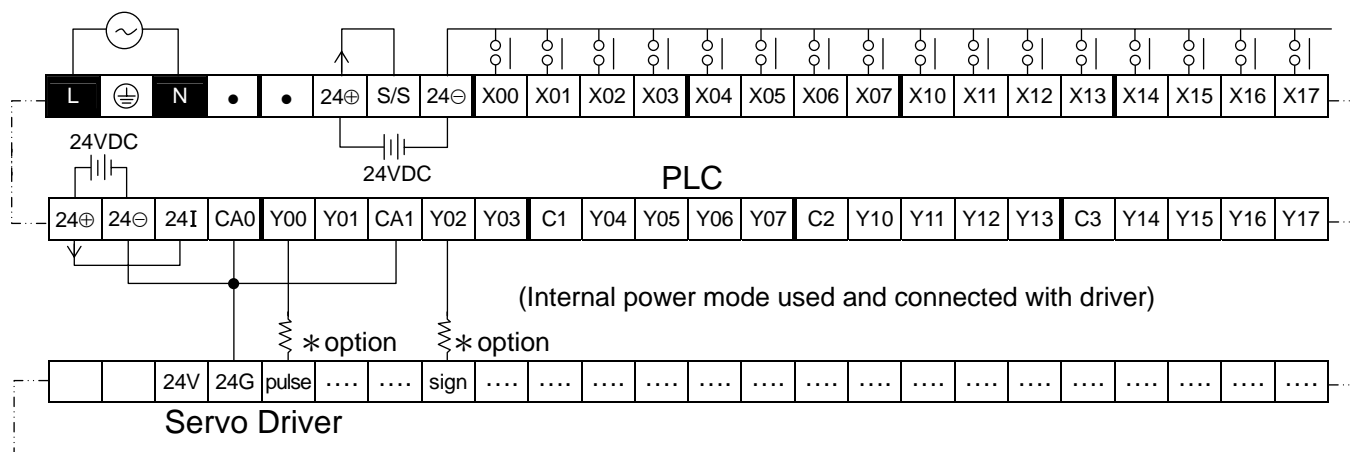 L N • • 24⊕ S/S 24⊖ X00 X01 X02 X03 X04 X05 X06 X07 X10 X11 X12 X13 X14 X15 X16 X17
24VDC
24VDC
PLC
24⊕ 24⊖ 24I CA0 Y00 Y01 CA1 Y02 Y03 C1 Y04 Y05 Y06 Y07 C2 Y10 Y11 Y12 Y13 C3 Y14 Y15 Y16 Y17
(Internal power mode used and connected with driver)
*option *option
24V 24G pulse .... .... sign .... .... .... .... .... .... .... .... .... .... .... .... .... .... .... ....
Servo Driver